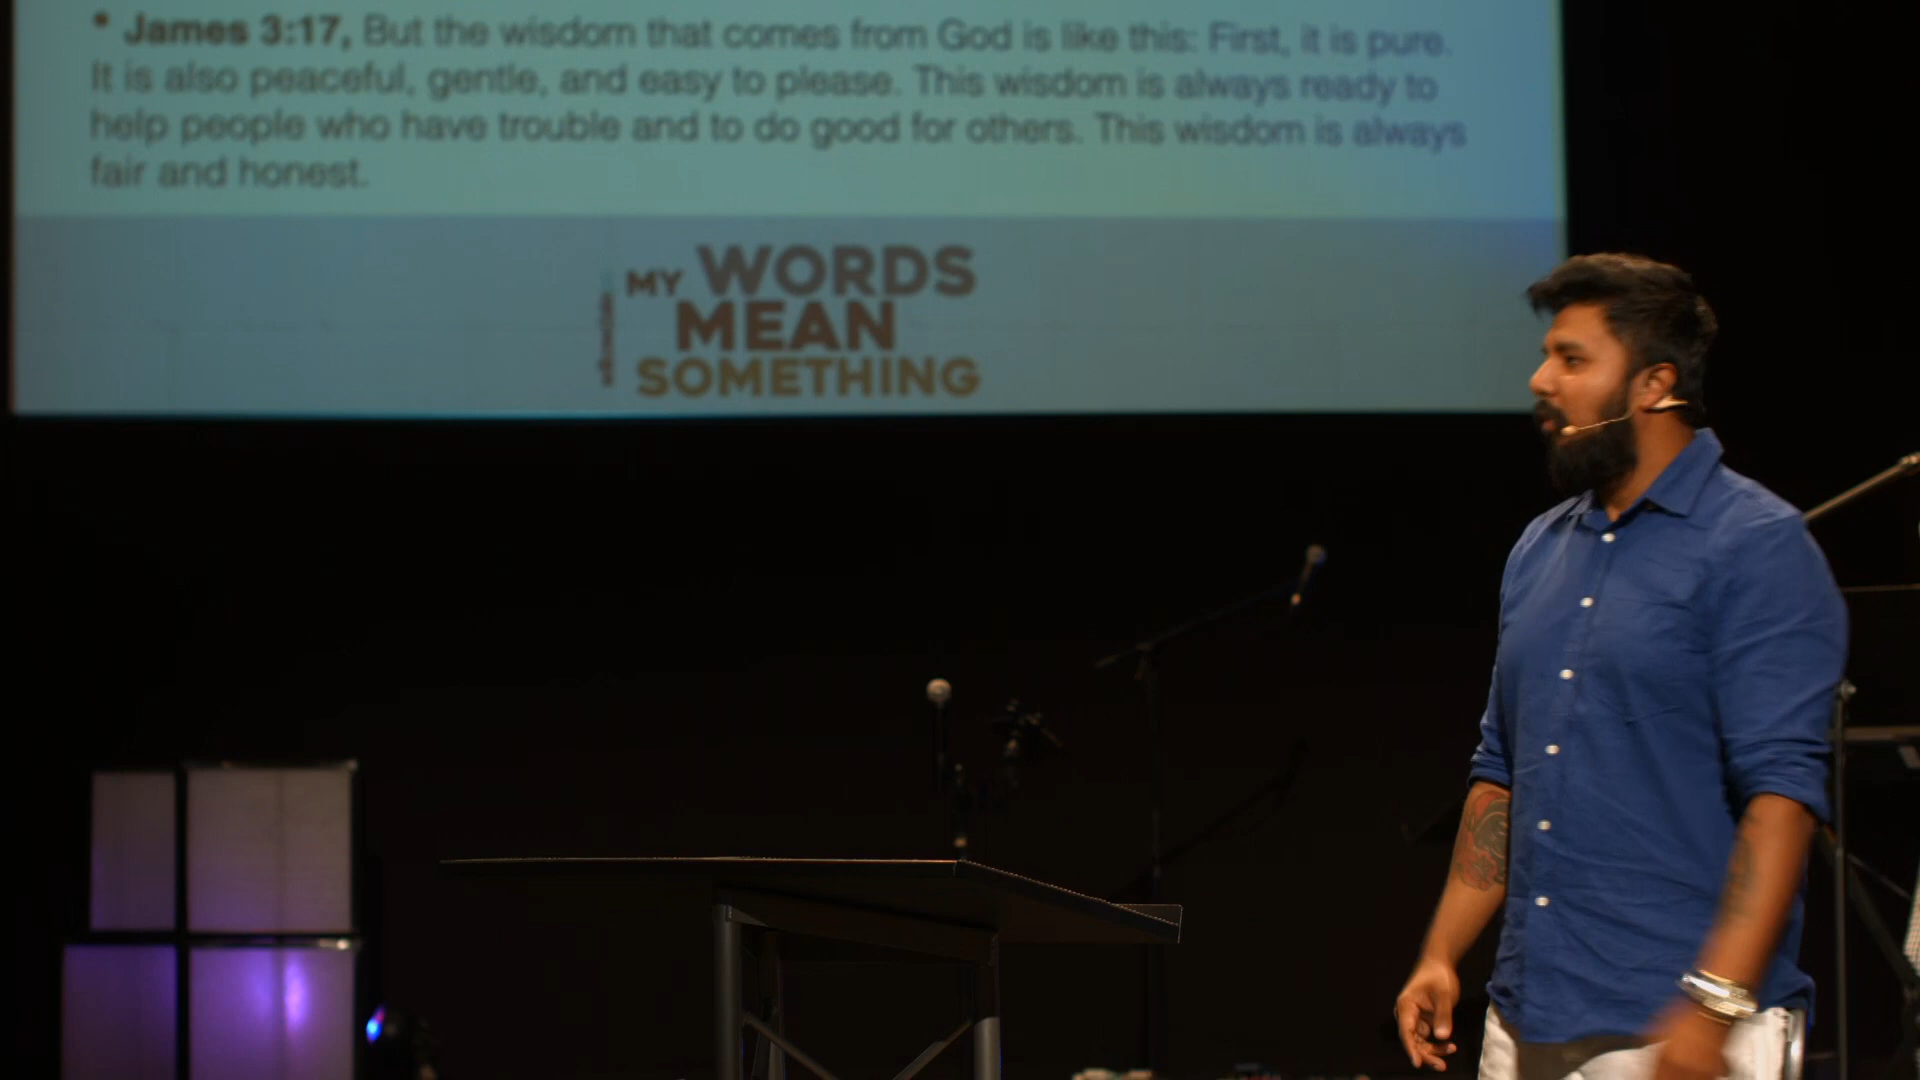 * James 3:17, But the wisdom that comes from God is like this: First, it is pure.
It is also peaceful, gentle, and easy to please. This wisdom is always ready to
help people who have trouble and to do good for others. This wisdom is always
fair and honest.
MY WORDS
MEAN
SOMETHING